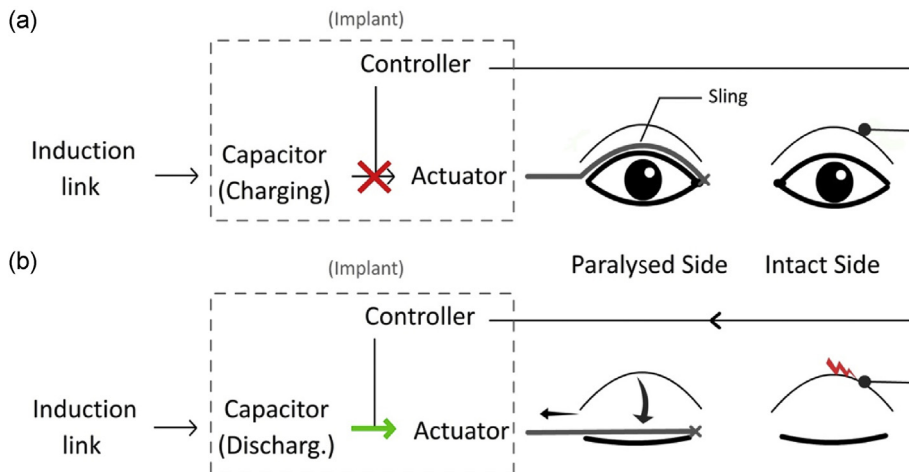 (a)
(Implant)
Controller
Sling
Induction
link
Capacitor
(Charging)
Actuator
(b)
Paralysed Side
Intact Side
(Implant)
Controller
Induction
link
Capacitor
(Discharg.)
Actuator